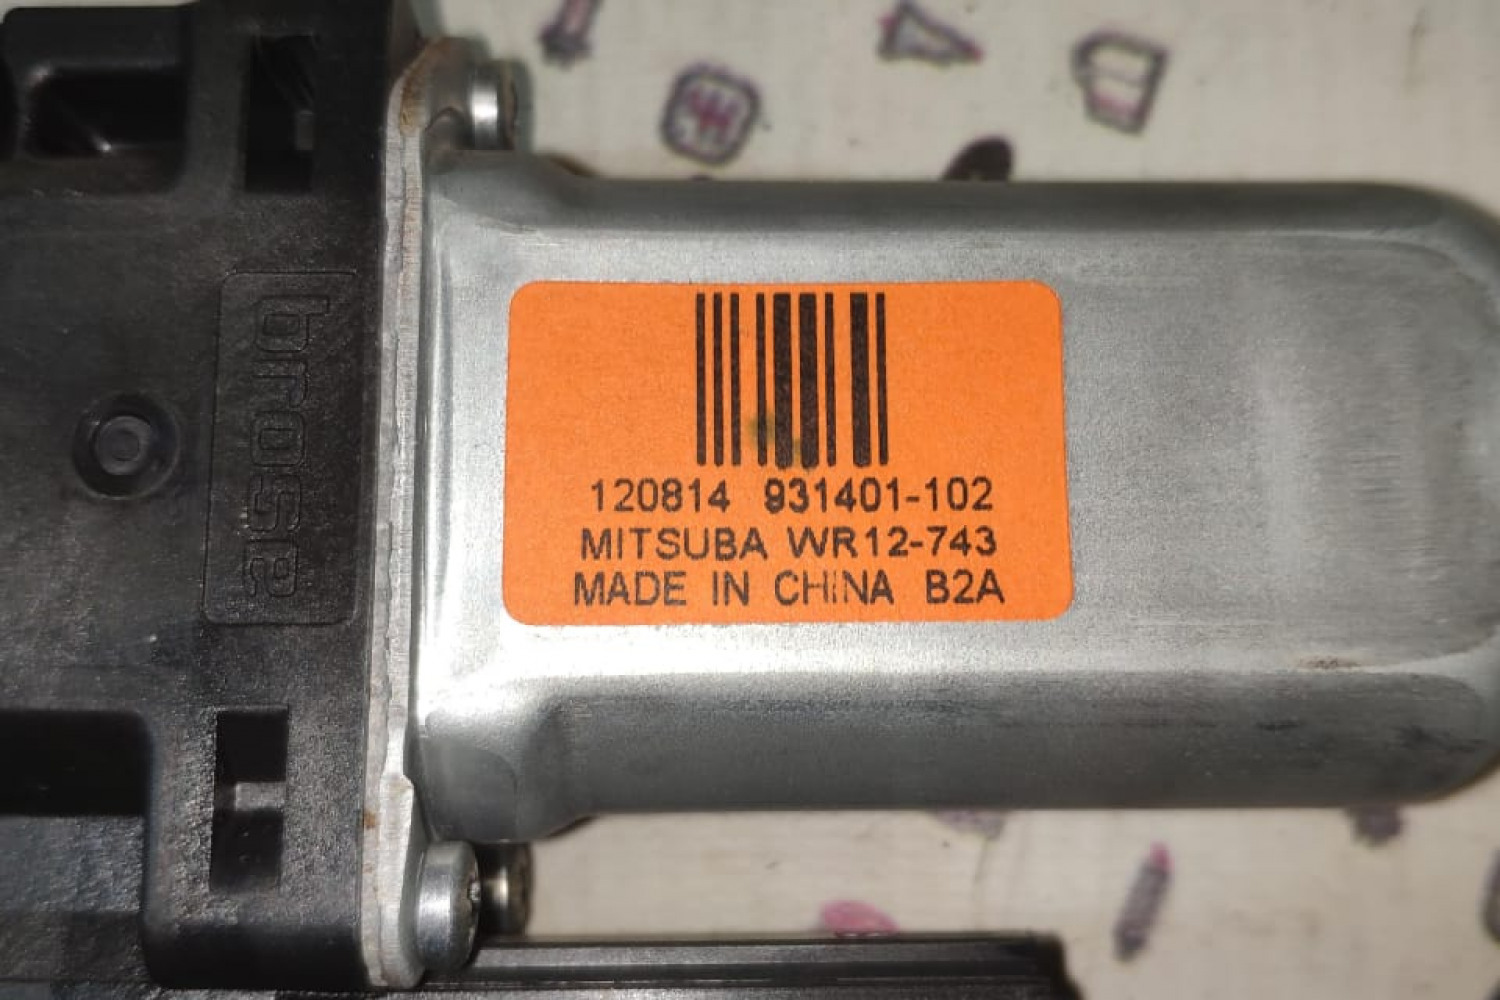 brose
120814 931401-102
MITSUBA WR12-743
MADE IN CHINA B2A